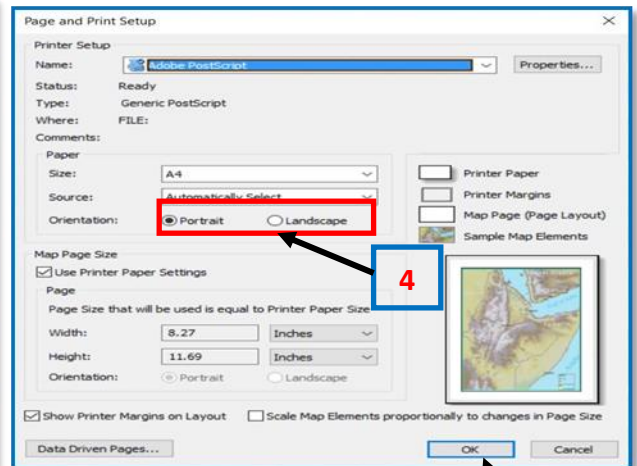 Page and Print Setup
Printer Setup
Name: Adobe PostScript Properties...
Status: Ready
Type: Generic PostScript
Where: FILE:
Comments:
Paper
Size: A4
Source: Automatically Select
Orientation: Portrait Landscape
Printer Paper
Printer Margins
Map Page (Page Layout)
Sample Map Elements
4
Map Page Size
Use Printer Paper Settings
Page
Page Size that will be used is equal to Printer Paper Size
Width: 8.27 Inches
Height: 11.69 Inches
Orientation: Portrait Landscape
Show Printer Margins on Layout Scale Map Elements proportionally to changes in Page Size
Data Driven Pages... OK Cancel